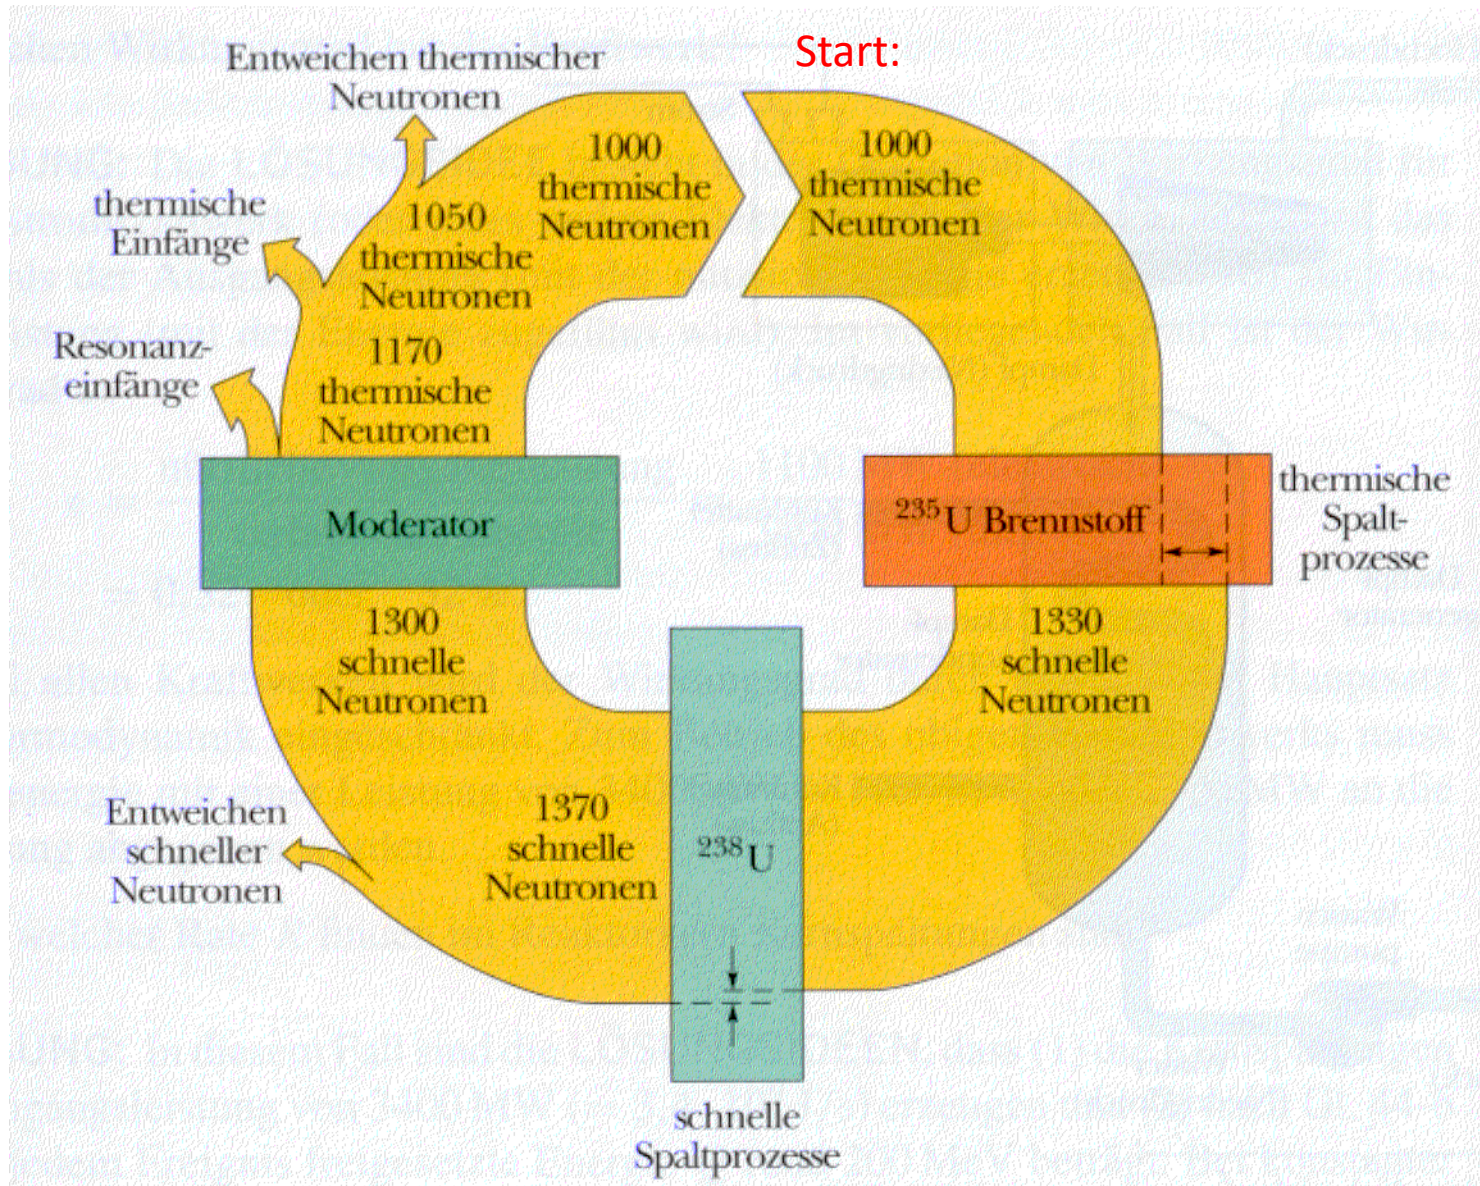 Start:
Entweichen thermischer
Neutronen
1000
thermische
Neutronen
1000
thermische
Neutronen
thermische
Einfänge
1050
thermische
Neutronen
Resonanz-
einfänge
1170
thermische
Neutronen
Moderator
235U Brennstoff
thermische
Spalt-
prozesse
1300
schnelle
Neutronen
1330
schnelle
Neutronen
Entweichen
schneller
Neutronen
1370
schnelle
Neutronen
238U
schnelle
Spaltprozesse